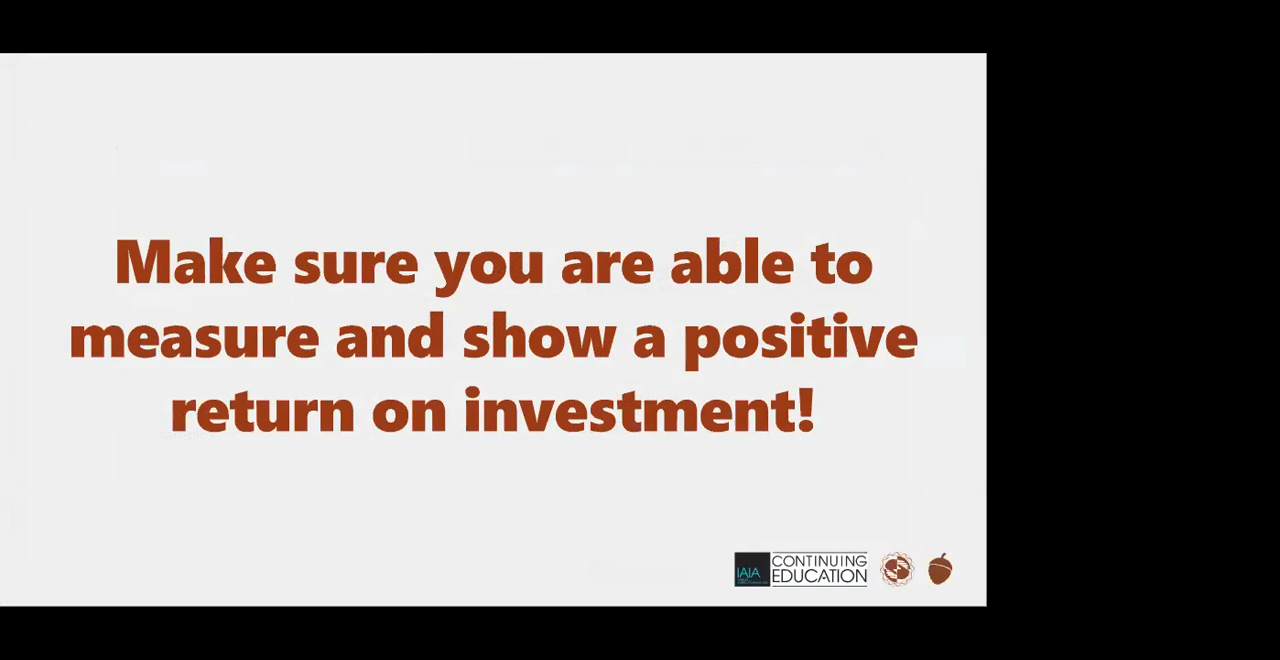 Make sure you are able to
measure and show a positive
return on investment!
IAIA
CONTINUING
EDUCATION